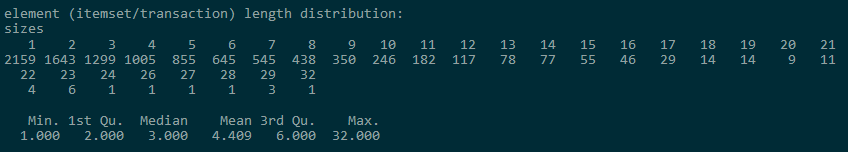 element (itemset/transaction) length distribution:
sizes
1 2 3 4 5 6 7 8 9 10 11 12 13 14 15 16 17 18 19 20 21
2159 1643 1299 1005 855 645 545 438 350 246 182 117 78 77 55 46 29 14 14 9 11
22 23 24 26 27 28 29 32
4 6 1 1 1 1 3 1
Min. 1st Qu. Median Mean 3rd Qu. Max.
1.000 2.000 3.000 4.409 6.000 32.000